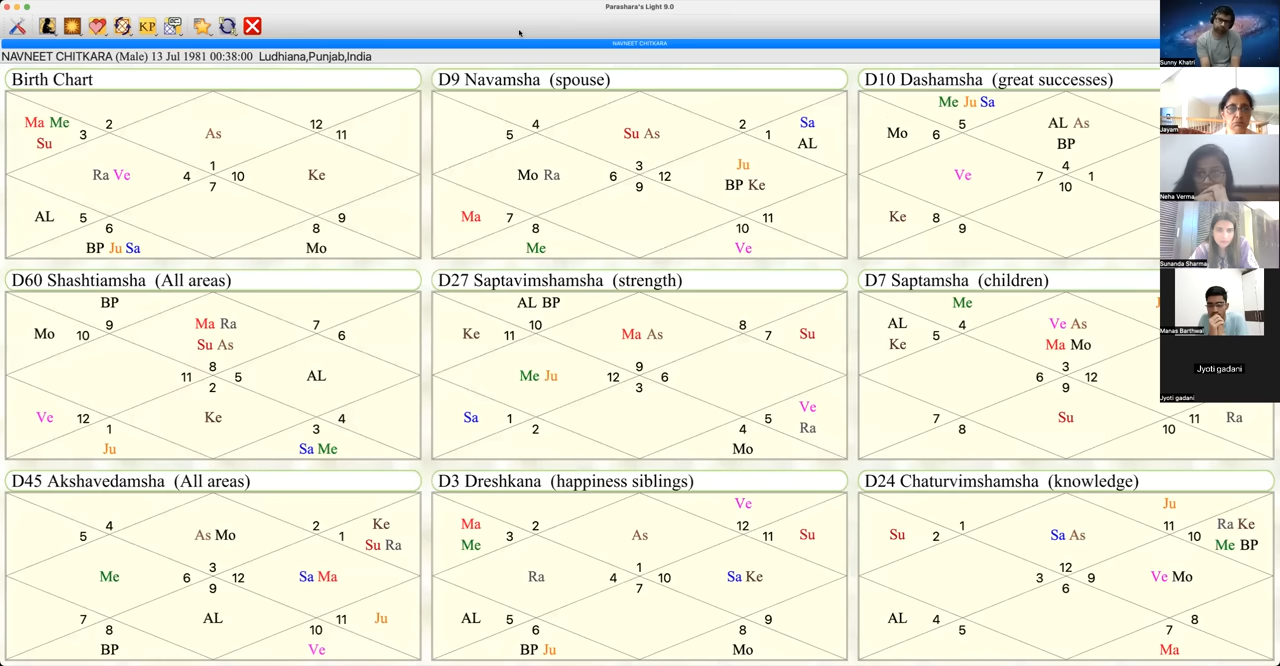 Parashara's Light 9.0
KP
NAVNEET CHITKARA
NAVNEET CHITKARA (Male) 13 Jul 1981 00:38:00 Ludhiana,Punjab,India
Birth Chart
Ma Me
Su
3
2
As
12
11
Ra Ve
4
1
7
10
Ke
AL
5
6
9
8
BP Ju Sa
Mo
D9 Navamsha (spouse)
5
4
Su As
2
1
Sa
AL
Mo Ra
6
3
9
12
Ju
BP Ke
Ma
7
8
11
10
Me
Ve
D10 Dashamsha (great successes)
Me Ju Sa
Mo
6
5
AL As
BP
Ve
7
4
10
1
Ke
8
9
D60 Shashtiamsha (All areas)
BP
Mo
10
9
Ma Ra
Su As
7
6
11
8
2
5
AL
Ve
12
1
Ke
4
3
Ju
Sa Me
D27 Saptavimshamsha (strength)
AL BP
Ke
11
10
Ma As
8
7
Su
Me Ju
12
9
3
6
Sa
1
2
5
4
Ve
Ra
Mo
D7 Saptamsha (children)
Me
AL
Ke
5
4
Ve As
Ma Mo
6
3
9
12
7
8
Su
11
10
Ra
D45 Akshavedamsha (All areas)
5
4
As Mo
2
1
Ke
Su Ra
Me
6
3
9
12
Sa Ma
7
8
AL
11
10
Ju
BP
Ve
D3 Dreshkana (happiness siblings)
Ve
Ma
Me
3
2
As
12
11
Su
Ra
4
1
7
10
Sa Ke
AL
5
6
9
8
BP Ju
Mo
D24 Chaturvimshamsha (knowledge)
Ju
Su
2
1
Sa As
11
10
Ra Ke
Me BP
3
12
6
9
Ve Mo
AL
4
5
8
7
Ma
Sunny Khatri
Jayam
Neha Verma
Sunanda Sharma
Manas Barthwal
Jyoti gadani
Jyoti gadani